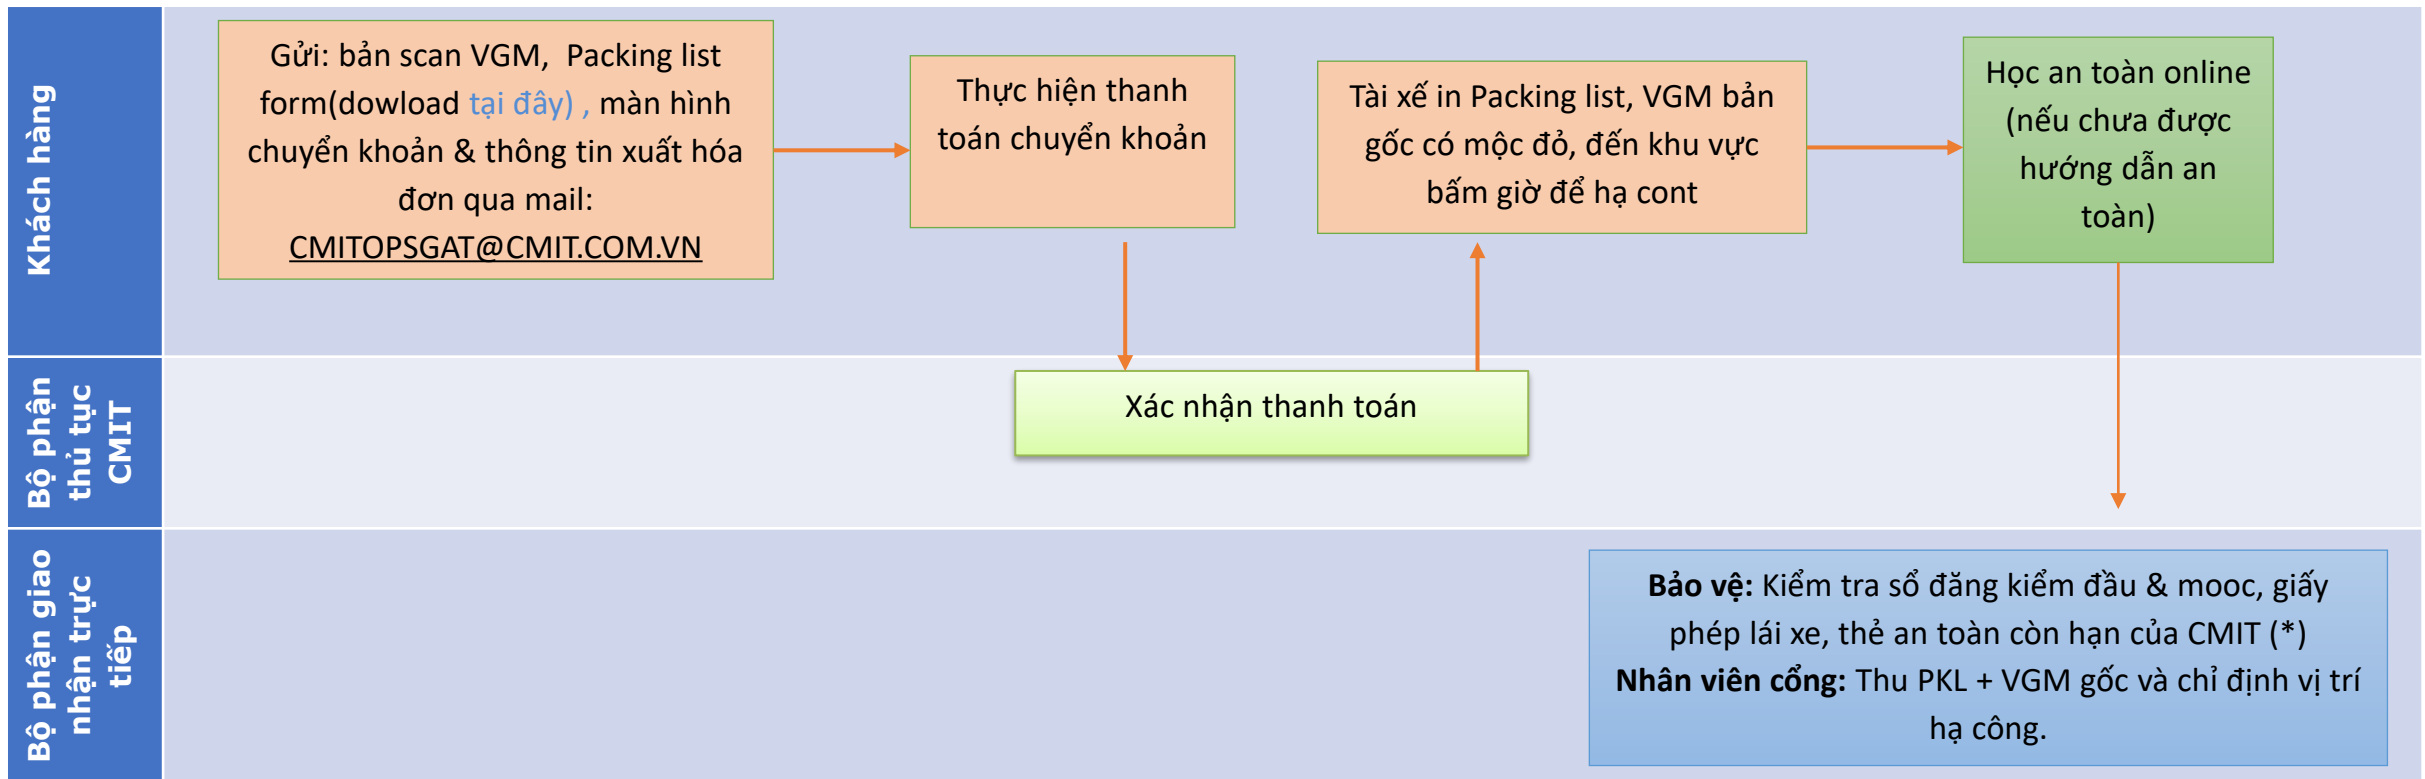 Khách hàng
Gửi: bản scan VGM, Packing list
form(dowload tại đây) , màn hình
chuyển khoản & thông tin xuất hóa
đơn qua mail:
CMITOPSGAT@CMIT.COM.VN
Thực hiện thanh
toán chuyển khoản
Tài xế in Packing list, VGM bản
gốc có mộc đỏ, đến khu vực
bấm giờ để hạ cont
Học an toàn online
(nếu chưa được
hướng dẫn an
toàn)
Bộ phận
thủ tục
CMIT
Xác nhận thanh toán
Bộ phận giao
nhận trực
tiếp
Bảo vệ: Kiểm tra sổ đăng kiểm đầu & mooc, giấy
phép lái xe, thẻ an toàn còn hạn của CMIT (*)
Nhân viên cổng: Thu PKL + VGM gốc và chỉ định vị trí
hạ công.